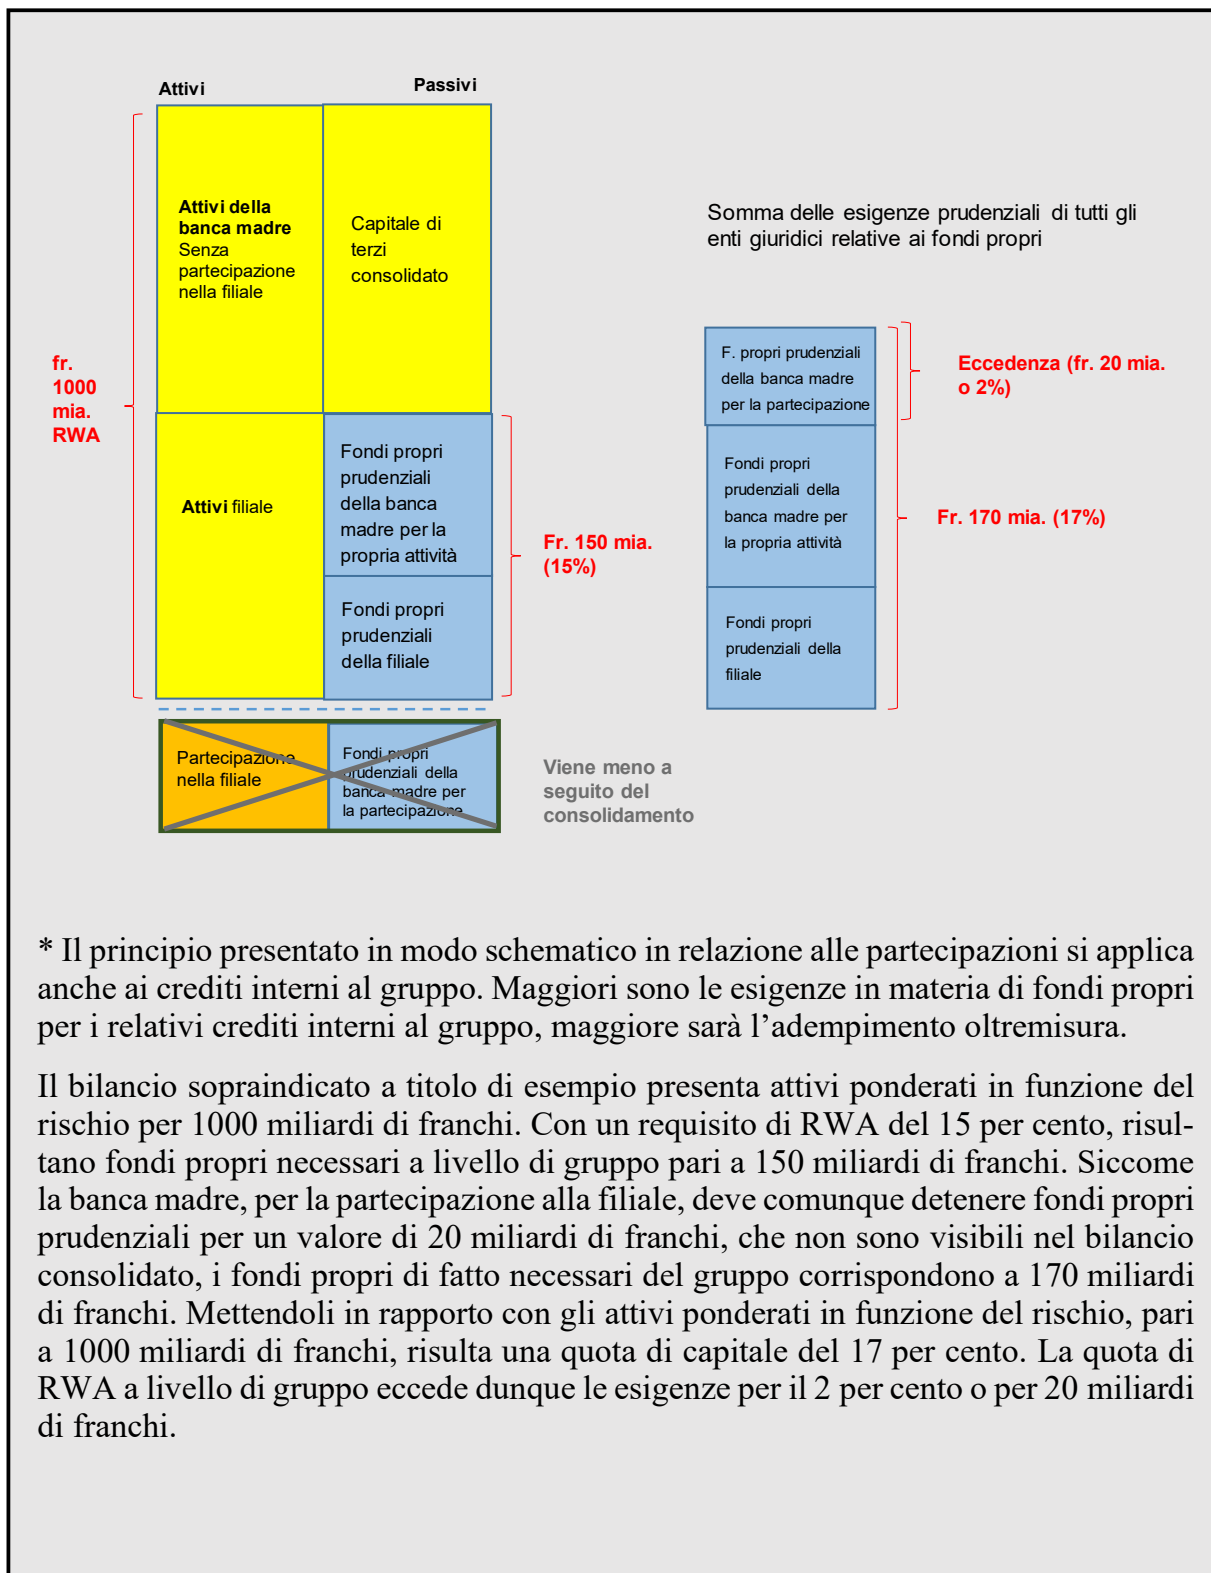 Attivi
Passivi
Attivi della
banca madre
Senza
partecipazione
nella filiale
Capitale di
terzi
consolidato
Somma delle esigenze prudenziali di tutti gli
enti giuridici relative ai fondi propri
fr.
1000
mia.
RWA
F. propri prudenziali
della banca madre
per la partecipazione
Eccedenza (fr. 20 mia.
o 2%)
Attivi filiale
Fondi propri
prudenziali
della banca
madre per la
propria attività
Fr. 150 mia.
(15%)
Fondi propri
prudenziali della
banca madre per
la propria attività
Fr. 170 mia. (17%)
Fondi propri
prudenziali
della filiale
Fondi propri
prudenziali della
filiale
Partecipazione
nella filiale
Fondi propri
prudenziali della
banca madre per
la partecipazione
Viene meno a
seguito del
consolidamento
* Il principio presentato in modo schematico in relazione alle partecipazioni si applica
anche ai crediti interni al gruppo. Maggiori sono le esigenze in materia di fondi propri
per i relativi crediti interni al gruppo, maggiore sarà l’adempimento oltremisura.
Il bilancio sopraindicato a titolo di esempio presenta attivi ponderati in funzione del
rischio per 1000 miliardi di franchi. Con un requisito di RWA del 15 per cento, risul-
tano fondi propri necessari a livello di gruppo pari a 150 miliardi di franchi. Siccome
la banca madre, per la partecipazione alla filiale, deve comunque detenere fondi propri
prudenziali per un valore di 20 miliardi di franchi, che non sono visibili nel bilancio
consolidato, i fondi propri di fatto necessari del gruppo corrispondono a 170 miliardi
di franchi. Mettendoli in rapporto con gli attivi ponderati in funzione del rischio, pari
a 1000 miliardi di franchi, risulta una quota di capitale del 17 per cento. La quota di
RWA a livello di gruppo eccede dunque le esigenze per il 2 per cento o per 20 miliardi
di franchi.